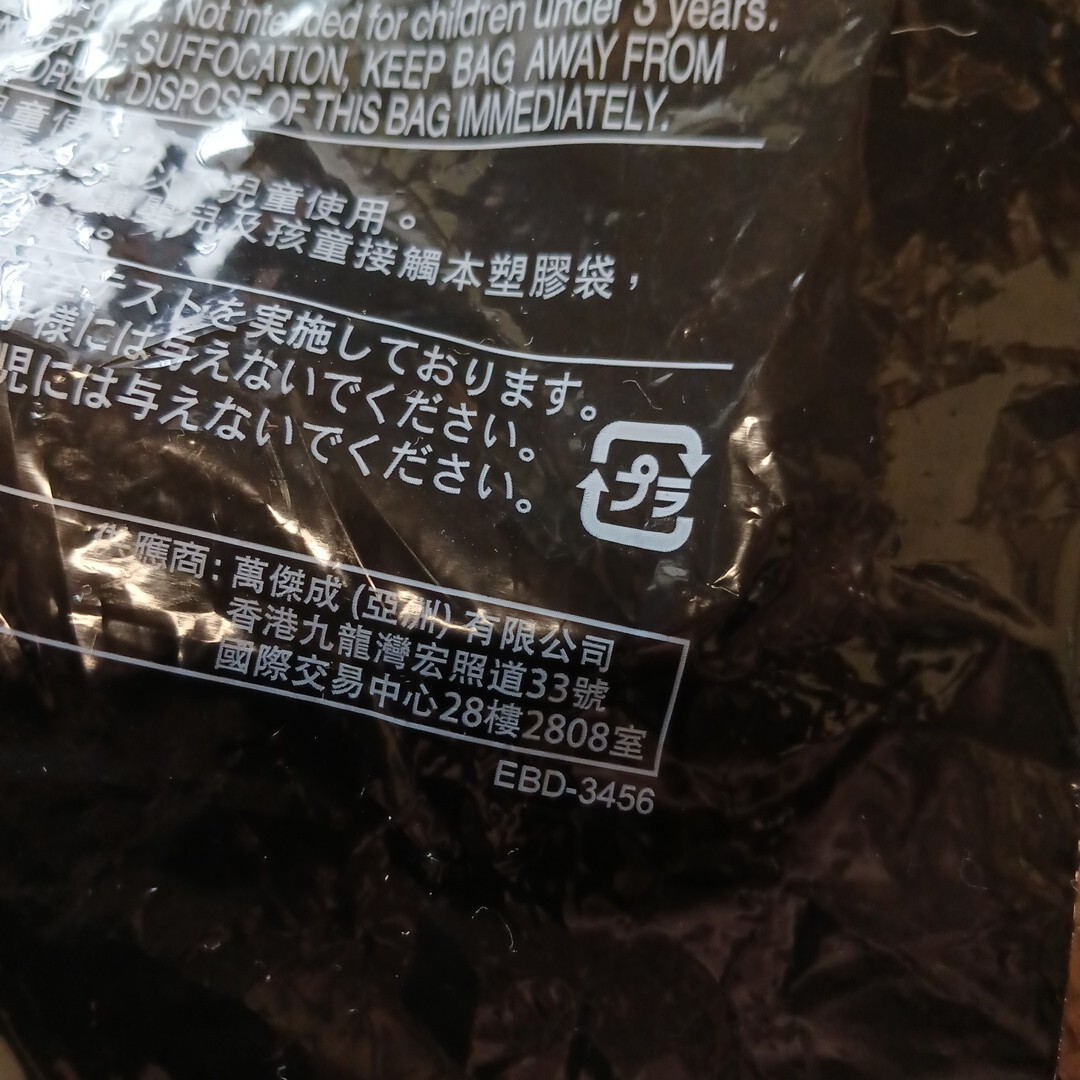 Not intended for children under 3 years.
OF SUFFOCATION, KEEP BAG AWAY FROM
DISPOSE OF THIS BAG IMMEDIATELY.
兒童使用。
兒及孩童接觸本塑膠袋，
テストを実施しております。
様には与えないでください。
児には与えないでください。
プラ
供應商: 萬傑成 (亞洲) 有限公司
香港九龍灣宏照道33號
國際交易中心28樓2808室
EBD-3456